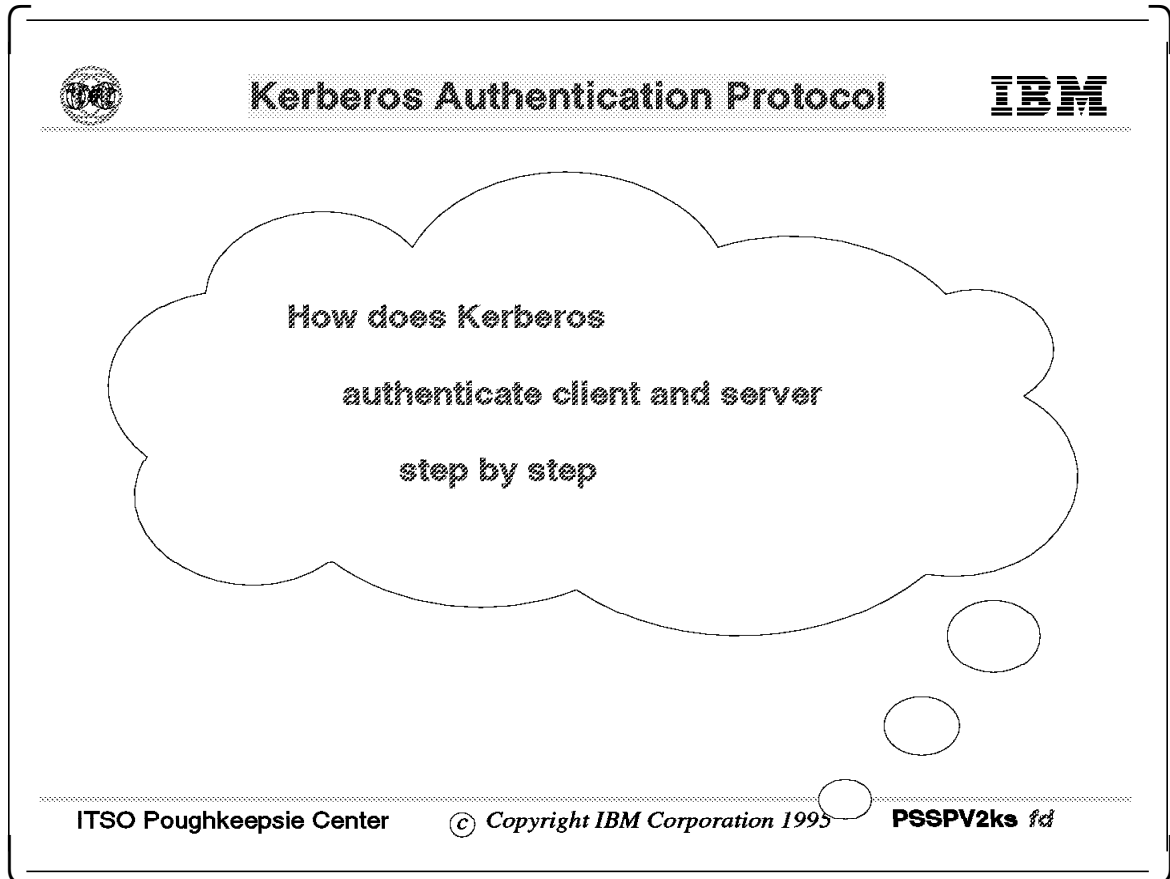 Kerberos Authentication Protocol
IBM
How does Kerberos
authenticate client and server
step by step
ITSO Poughkeepsie Center
© Copyright IBM Corporation 1995
PSSPV2ks fd